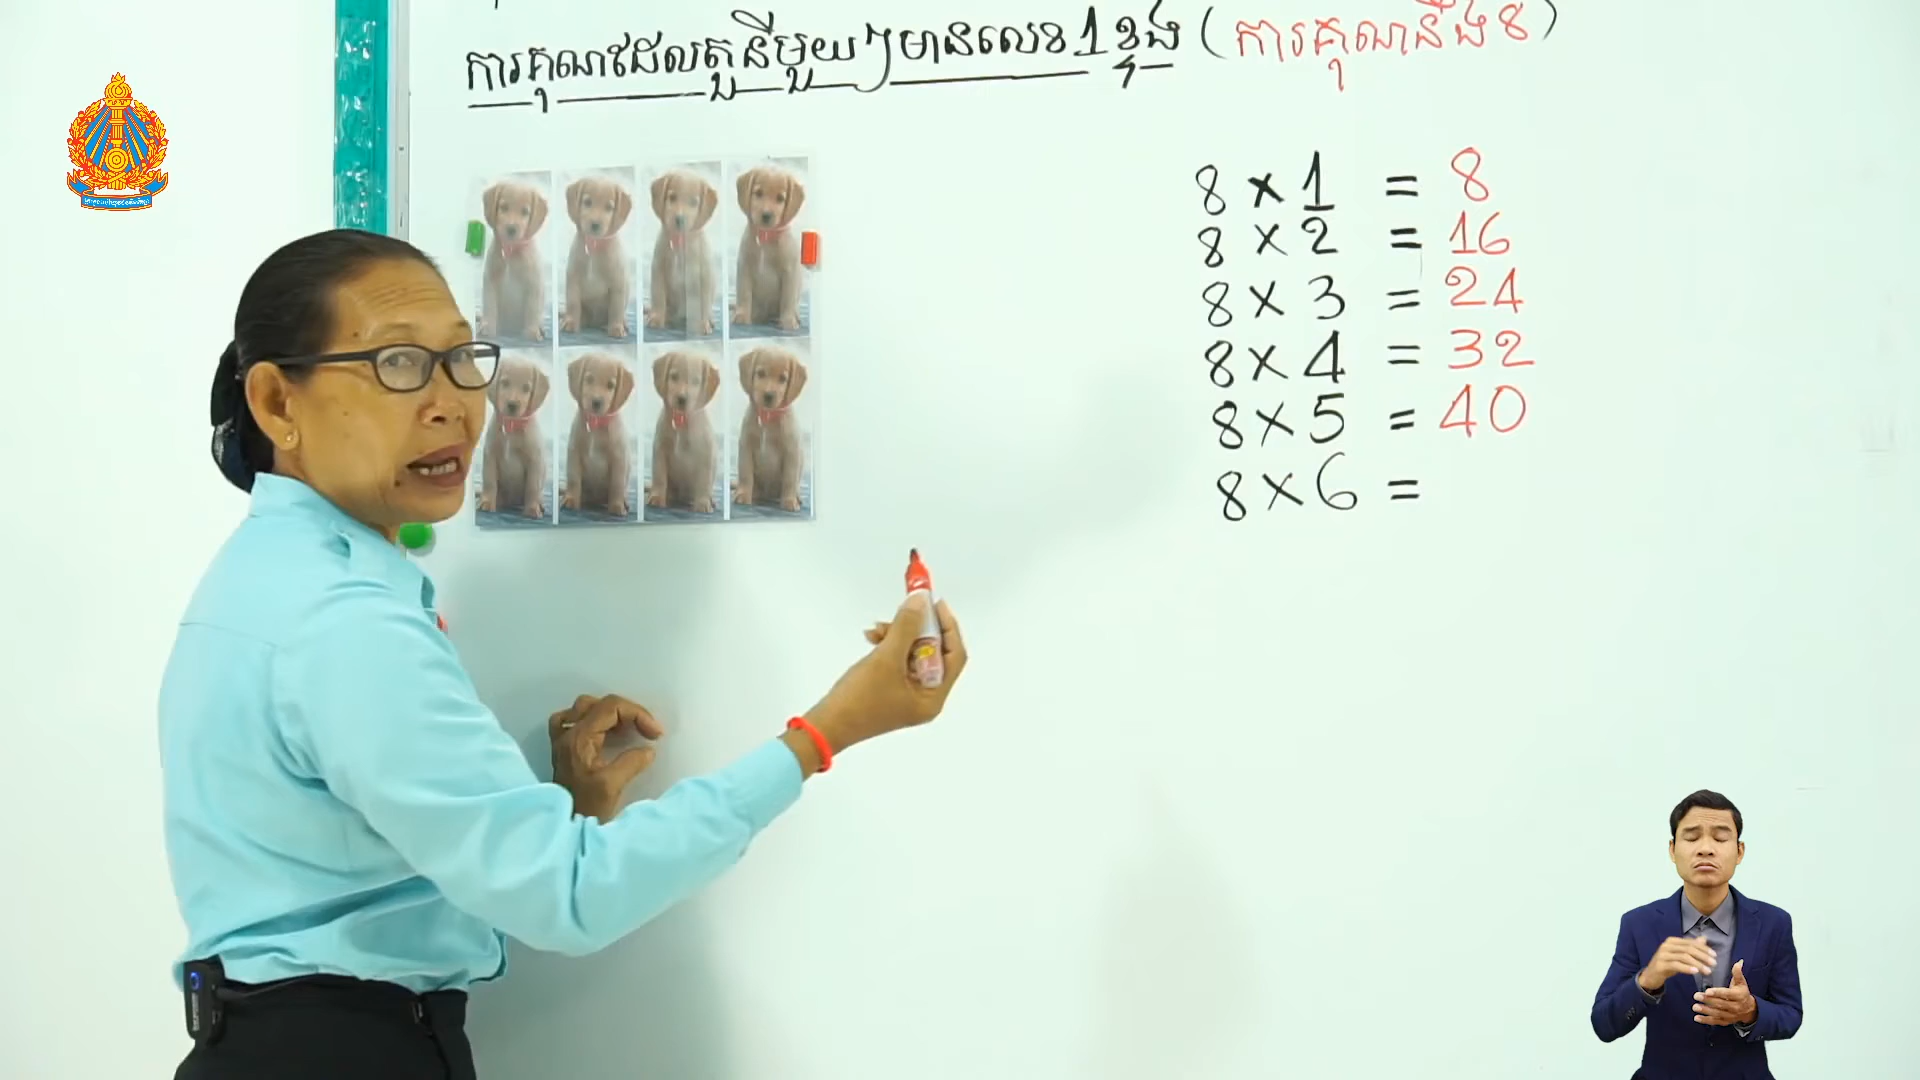 ការគុណដែលតួនីមួយៗមានលេខ1ខ្ទង់ (ការគុណនឹង8)
8 × 1 = 8
8 × 2 = 16
8 × 3 = 24
8 × 4 = 32
8 × 5 = 40
8 × 6 =